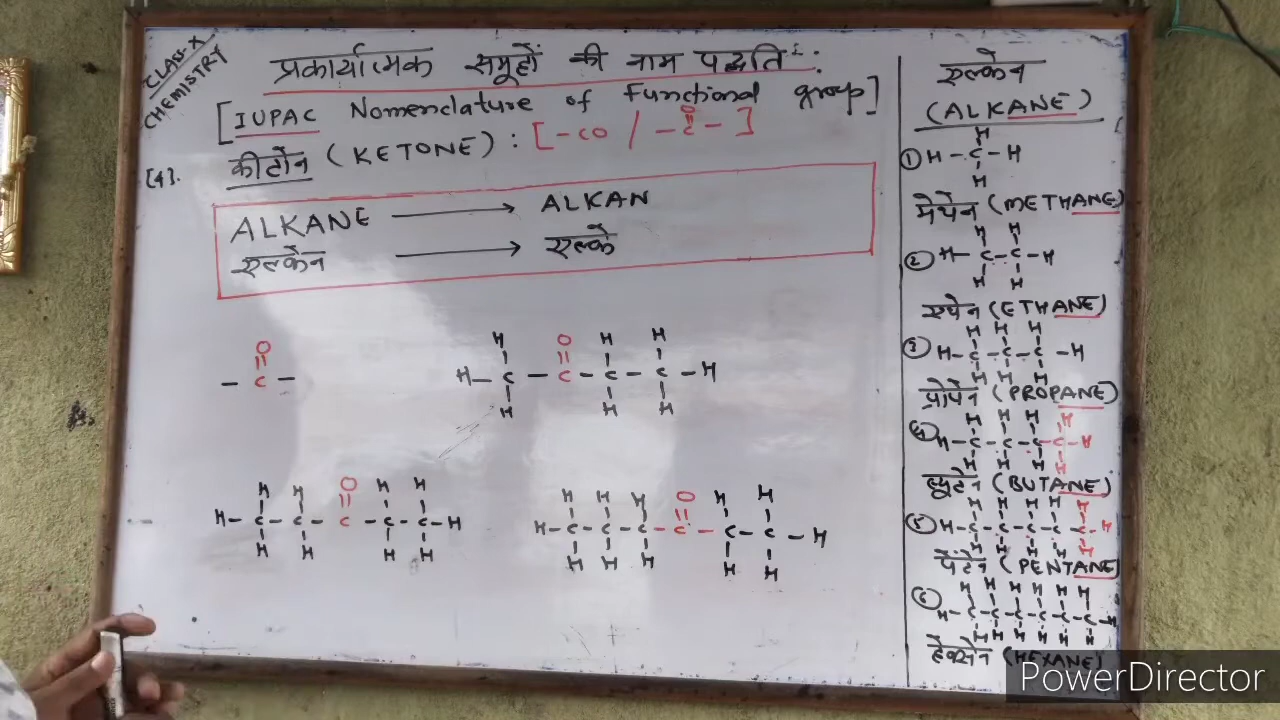 CLASS-X
CHEMISTRY
प्रकार्यात्मक समूहों की नाम पद्धति :
[IUPAC Nomenclature of Functional group]
[4]. कीटोन (KETONE) : [-CO / -C- ]
O
ALKANE → ALKAN
एल्केन → एल्के
O
- C -
H O H H
H - C - C - C - C - H
H H H
H H O H H
H - C - C - C - C - C - H
H H H H
H H H O H H
H - C - C - C - C - C - C - H
H H H H H
एल्केन
(ALKANE)
H
① H - C - H
H
मेथेन (METHANE)
H H
② H - C - C - H
H H
एथेन (ETHANE)
H H H
③ H - C - C - C - H
H H H
प्रोपेन (PROPANE)
H H H H
④ H - C - C - C - C - H
H H H H
ब्यूटेन (BUTANE)
H H H H H
⑤ H - C - C - C - C - C - H
H H H H H
पेंटेन (PENTANE)
H H H H H H
⑥ H - C - C - C - C - C - C - H
H H H H H H
हेक्सेन (HEXANE)
PowerDirector